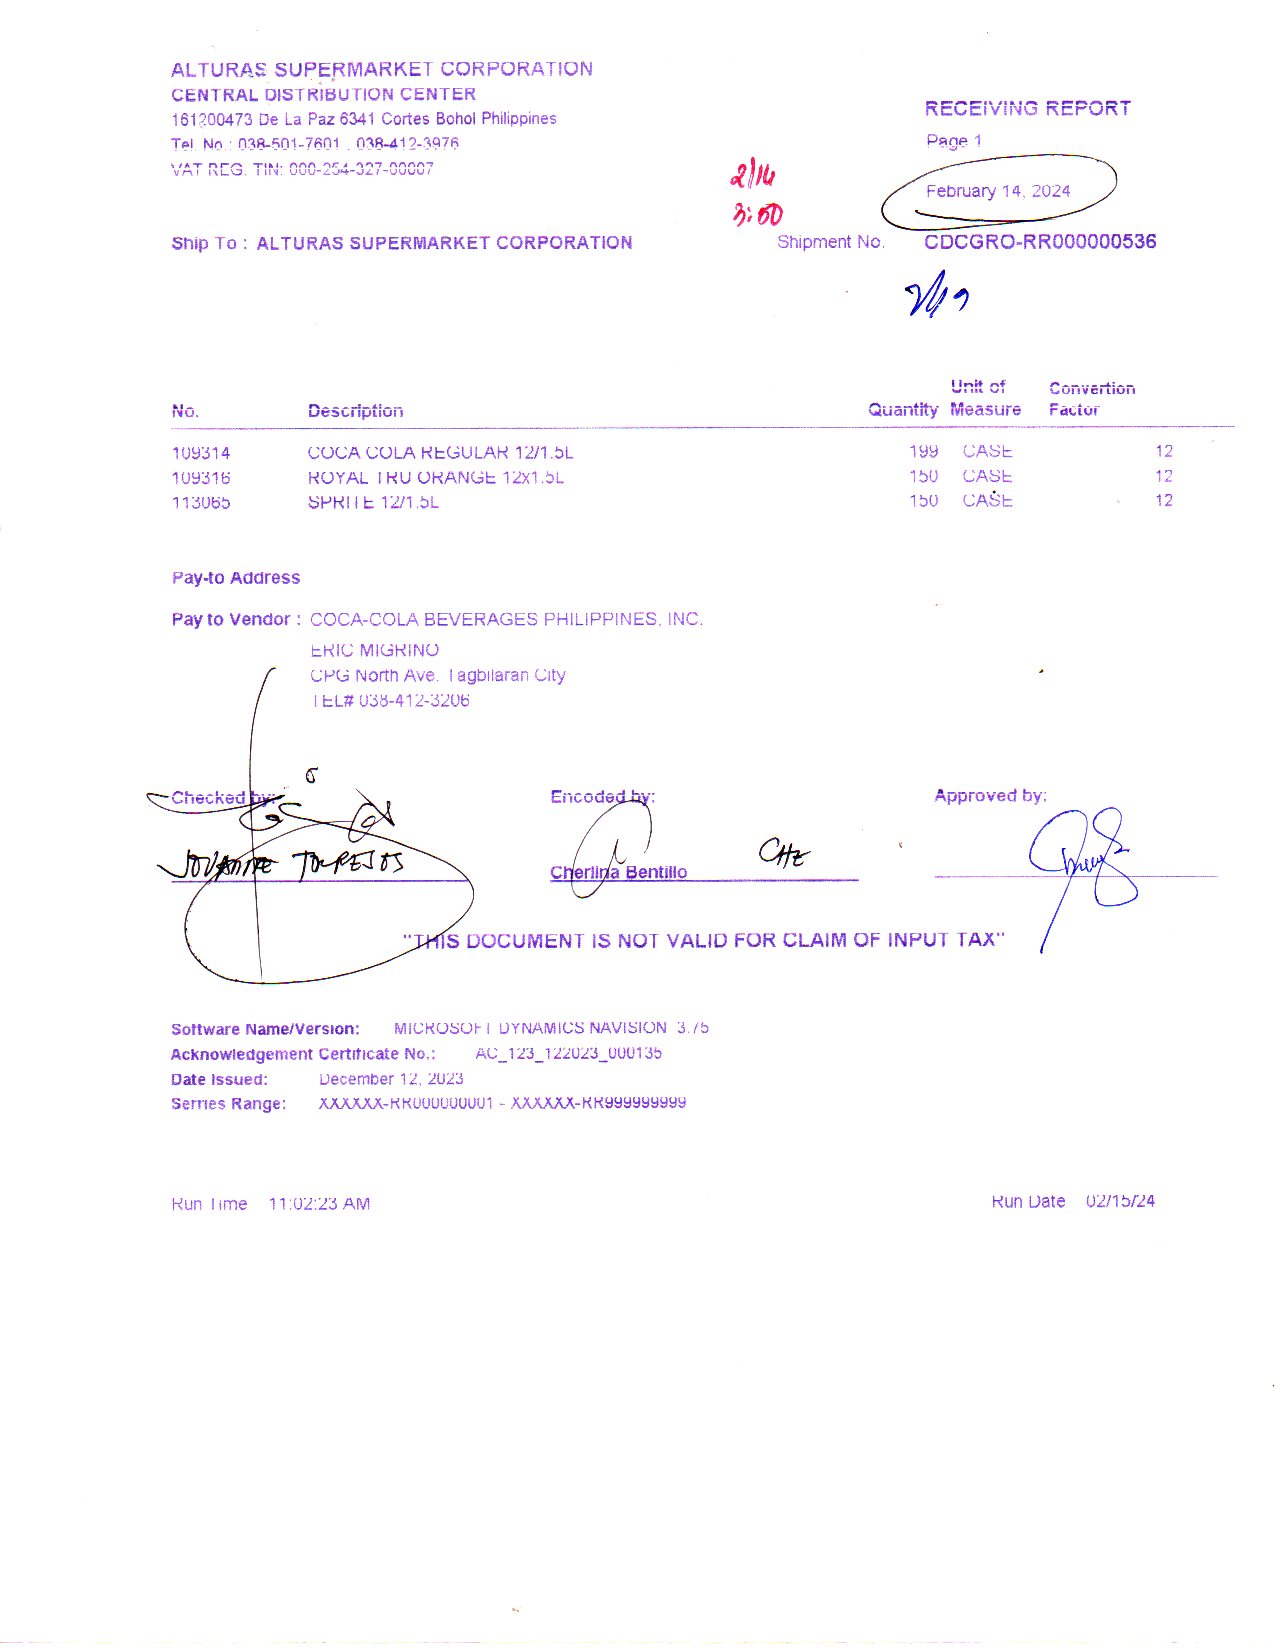 ALTURAS SUPERMARKET CORPORATION
CENTRAL DISTRIBUTION CENTER
161200473 De La Paz 6341 Cortes Bohol Philippines
Tel. No.: 038-501-7601 , 038-412-3976
VAT REG. TIN: 000-254-327-00007
RECEIVING REPORT
Page 1
February 14, 2024
2/14
3:50
Ship To : ALTURAS SUPERMARKET CORPORATION
Shipment No. CDCGRO-RR000000536
No. Description Quantity Unit of Measure Convertion Factor
109314 COCA COLA REGULAR 12/1.5L 199 CASE 12
109316 ROYAL TRU ORANGE 12x1.5L 150 CASE 12
113065 SPRITE 12/1.5L 150 CASE 12
Pay-to Address
Pay to Vendor : COCA-COLA BEVERAGES PHILIPPINES, INC.
ERIC MIGRINO
CPG North Ave. Tagbilaran City
TEL# 038-412-3206
Checked by: Encoded by: Approved by:
CHE
Cherlina Bentillo
"THIS DOCUMENT IS NOT VALID FOR CLAIM OF INPUT TAX"
Software Name/Version: MICROSOFT DYNAMICS NAVISION 3.75
Acknowledgement Certificate No.: AC_123_122023_000135
Date Issued: December 12, 2023
Serries Range: XXXXXX-RR000000001 - XXXXXX-RR999999999
Run Time 11:02:23 AM Run Date 02/15/24